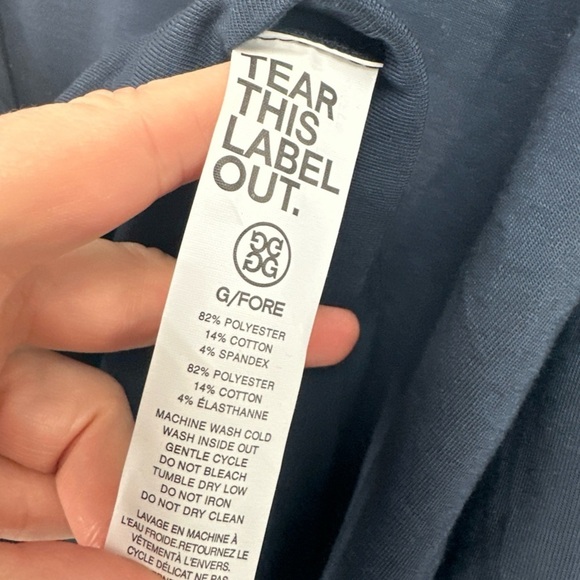 TEAR
THIS
LABEL
OUT.
G/FORE
82% POLYESTER
14% COTTON
4% SPANDEX
82% POLYESTER
14% COTTON
4% ÉLASTHANNE
MACHINE WASH COLD
WASH INSIDE OUT
GENTLE CYCLE
DO NOT BLEACH
TUMBLE DRY LOW
DO NOT IRON
DO NOT DRY CLEAN
LAVAGE EN MACHINE À
L'EAU FROIDE.RETOURNEZ LE
VÊTEMENTÀ L'ENVERS.
CYCLE DÉLICAT NE PAS